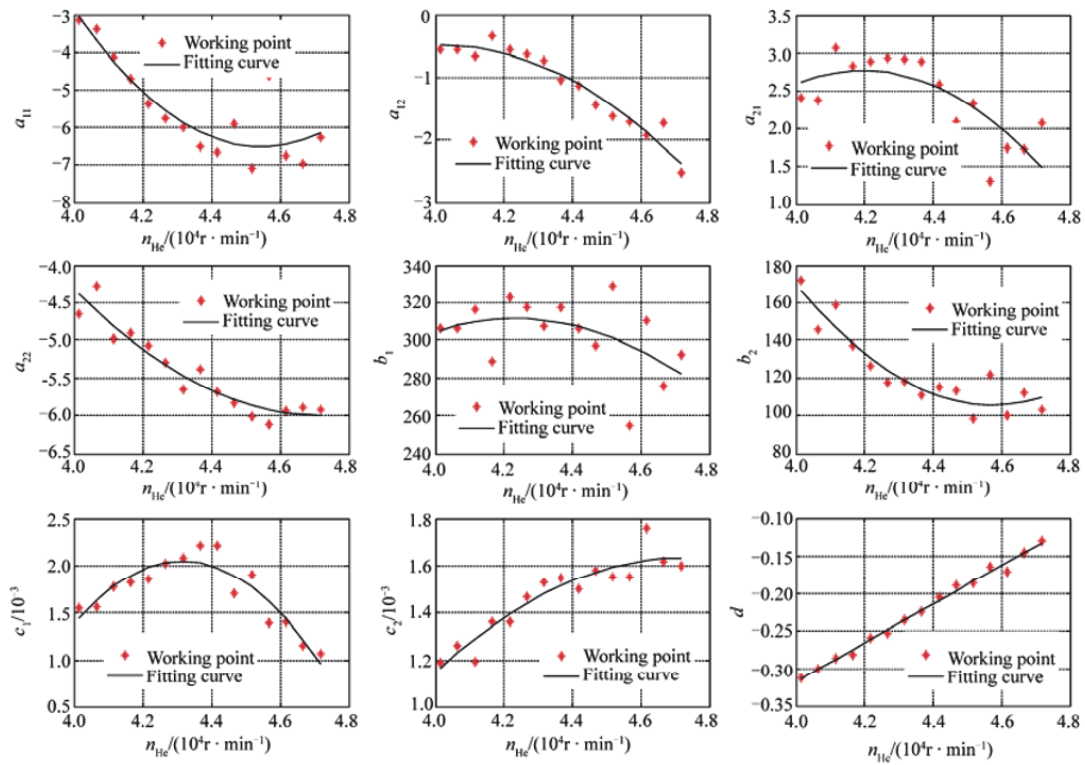 -3
-4
-5
-6
-7
-8
a₁₁
Working point
Fitting curve
4.0 4.2 4.4 4.6 4.8
n_He/(10⁴r · min⁻¹)
0
-1
-2
-3
a₁₂
Working point
Fitting curve
4.0 4.2 4.4 4.6 4.8
n_He/(10⁴r · min⁻¹)
3.5
3.0
2.5
2.0
1.5
1.0
a₂₁
Working point
Fitting curve
4.0 4.2 4.4 4.6 4.8
n_He/(10⁴r · min⁻¹)
-4.0
-4.5
-5.0
-5.5
-6.0
-6.5
a₂₂
Working point
Fitting curve
4.0 4.2 4.4 4.6 4.8
n_He/(10⁴r · min⁻¹)
340
320
300
280
260
240
b₁
Working point
Fitting curve
4.0 4.2 4.4 4.6 4.8
n_He/(10⁴r · min⁻¹)
180
160
140
120
100
80
b₂
Working point
Fitting curve
4.0 4.2 4.4 4.6 4.8
n_He/(10⁴r · min⁻¹)
2.5
2.0
1.5
1.0
0.5
c₁/10⁻³
Working point
Fitting curve
4.0 4.2 4.4 4.6 4.8
n_He/(10⁴r · min⁻¹)
1.8
1.6
1.4
1.2
1.0
c₂/10⁻³
Working point
Fitting curve
4.0 4.2 4.4 4.6 4.8
n_He/(10⁴r · min⁻¹)
-0.10
-0.15
-0.20
-0.25
-0.30
-0.35
d
Working point
Fitting curve
4.0 4.2 4.4 4.6 4.8
n_He/(10⁴r · min⁻¹)